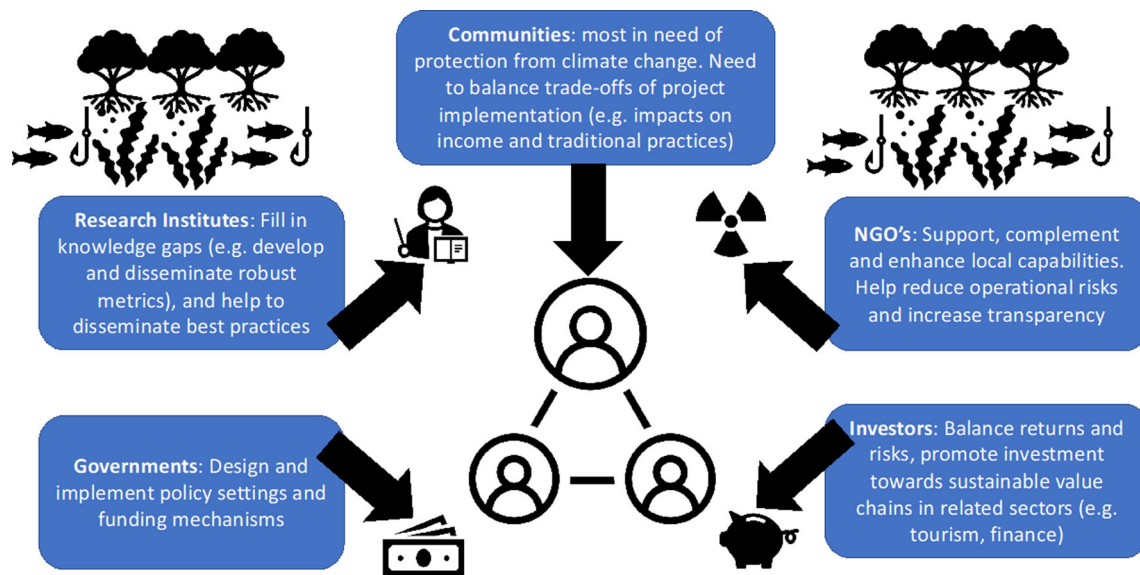 Communities: most in need of
protection from climate change. Need
to balance trade-offs of project
implementation (e.g. impacts on
income and traditional practices)
Research Institutes: Fill in
knowledge gaps (e.g. develop
and disseminate robust
metrics), and help to
disseminate best practices
NGO's: Support, complement
and enhance local capabilities.
Help reduce operational risks
and increase transparency
Governments: Design and
implement policy settings and
funding mechanisms
Investors: Balance returns and
risks, promote investment
towards sustainable value
chains in related sectors (e.g.
tourism, finance)